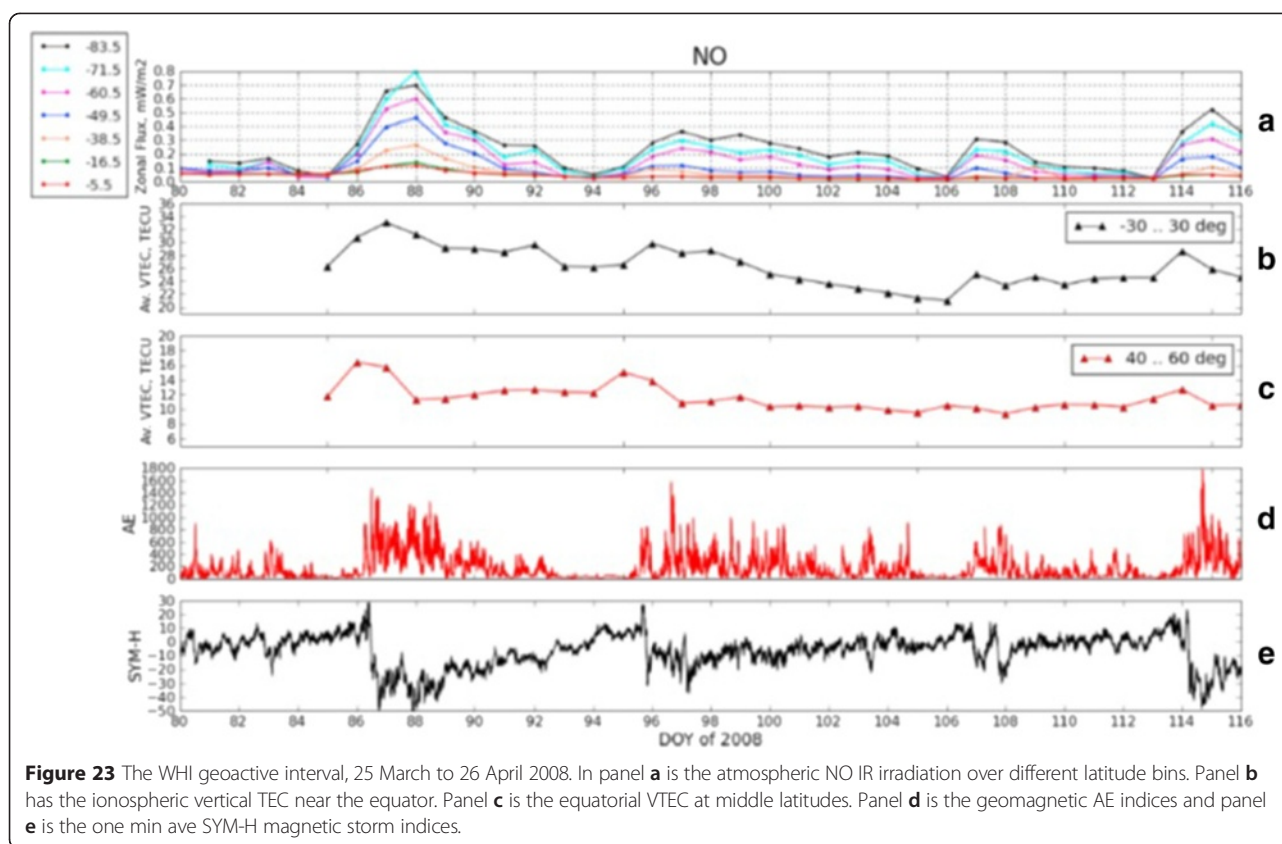 NO
-83.5
-71.5
-60.5
-49.5
-38.5
-16.5
-5.5
Zonal Flux, mW/m2
0.8
0.7
0.6
0.5
0.4
0.3
0.2
0.1
0.0
80 82 84 86 88 90 92 94 96 98 100 102 104 106 108 110 112 114 116
a
Av. VTEC, TECU
36
34
32
30
28
26
24
22
20
-30 .. 30 deg
b
Av. VTEC, TECU
20
18
16
14
12
10
8
6
40 .. 60 deg
c
AE
1800
1600
1400
1200
1000
800
600
400
200
0
d
SYM-H
30
20
10
0
−10
−20
−30
−40
−50
80 82 84 86 88 90 92 94 96 98 100 102 104 106 108 110 112 114 116
DOY of 2008
e
Figure 23 The WHI geoactive interval, 25 March to 26 April 2008. In panel a is the atmospheric NO IR irradiation over different latitude bins. Panel b
has the ionospheric vertical TEC near the equator. Panel c is the equatorial VTEC at middle latitudes. Panel d is the geomagnetic AE indices and panel
e is the one min ave SYM-H magnetic storm indices.